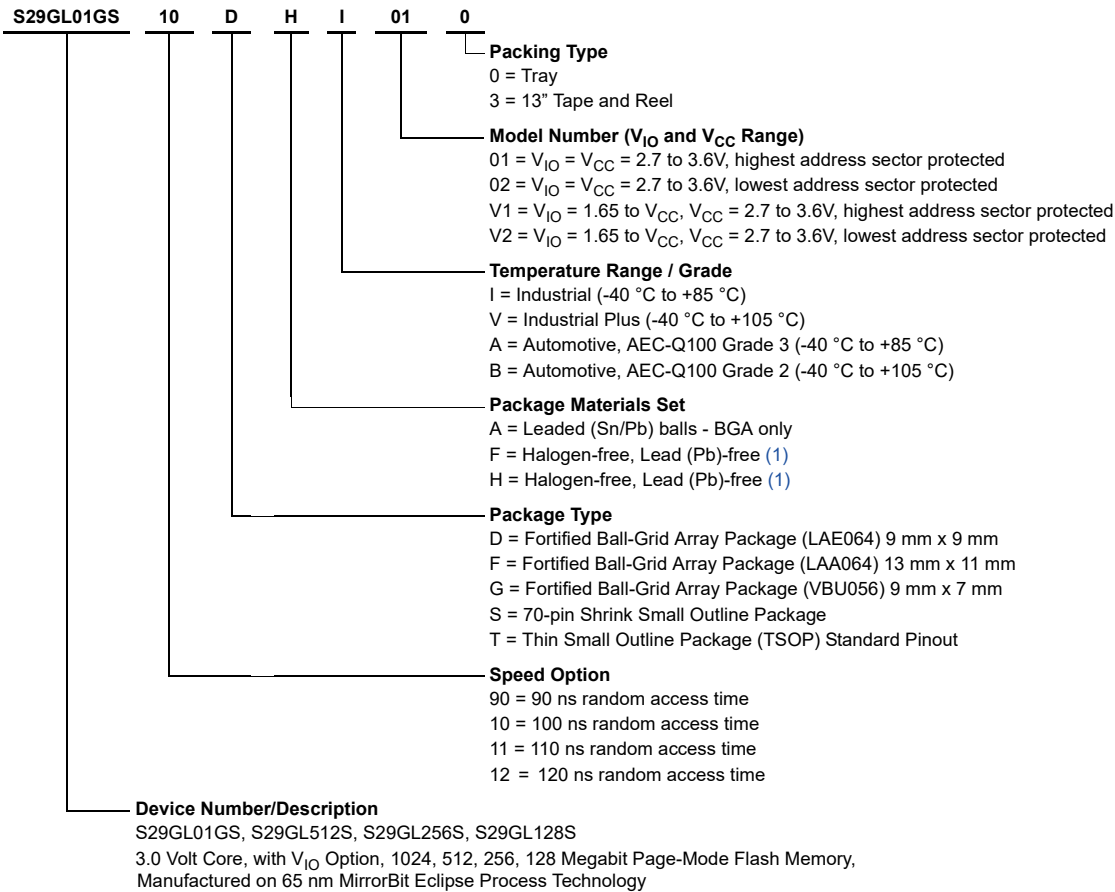 S29GL01GS 10 D H I 01 0
Packing Type
0 = Tray
3 = 13” Tape and Reel
Model Number (VIO and VCC Range)
01 = VIO = VCC = 2.7 to 3.6V, highest address sector protected
02 = VIO = VCC = 2.7 to 3.6V, lowest address sector protected
V1 = VIO = 1.65 to VCC, VCC = 2.7 to 3.6V, highest address sector protected
V2 = VIO = 1.65 to VCC, VCC = 2.7 to 3.6V, lowest address sector protected
Temperature Range / Grade
I = Industrial (-40 °C to +85 °C)
V = Industrial Plus (-40 °C to +105 °C)
A = Automotive, AEC-Q100 Grade 3 (-40 °C to +85 °C)
B = Automotive, AEC-Q100 Grade 2 (-40 °C to +105 °C)
Package Materials Set
A = Leaded (Sn/Pb) balls - BGA only
F = Halogen-free, Lead (Pb)-free (1)
H = Halogen-free, Lead (Pb)-free (1)
Package Type
D = Fortified Ball-Grid Array Package (LAE064) 9 mm x 9 mm
F = Fortified Ball-Grid Array Package (LAA064) 13 mm x 11 mm
G = Fortified Ball-Grid Array Package (VBU056) 9 mm x 7 mm
S = 70-pin Shrink Small Outline Package
T = Thin Small Outline Package (TSOP) Standard Pinout
Speed Option
90 = 90 ns random access time
10 = 100 ns random access time
11 = 110 ns random access time
12 = 120 ns random access time
Device Number/Description
S29GL01GS, S29GL512S, S29GL256S, S29GL128S
3.0 Volt Core, with VIO Option, 1024, 512, 256, 128 Megabit Page-Mode Flash Memory,
Manufactured on 65 nm MirrorBit Eclipse Process Technology